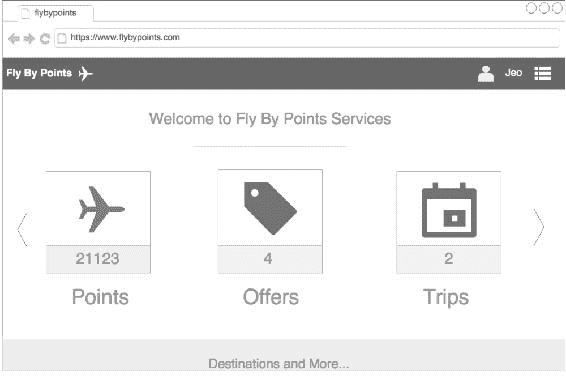 flybypoints
https://www.flybypoints.com
Fly By Points Jeo
Welcome to Fly By Points Services
21123 4 2
Points Offers Trips
Destinations and More...